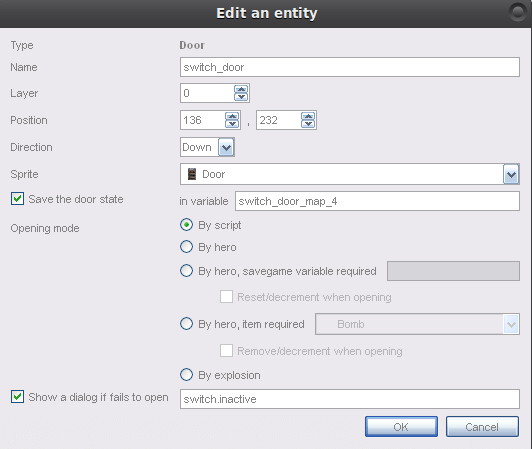 Edit an entity
Type Door
Name switch_door
Layer 0
Position 136 , 232
Direction Down
Sprite Door
Save the door state in variable switch_door_map_4
Opening mode By script
By hero
By hero, savegame variable required
Reset/decrement when opening
By hero, item required Bomb
Remove/decrement when opening
By explosion
Show a dialog if fails to open switch.inactive
OK Cancel